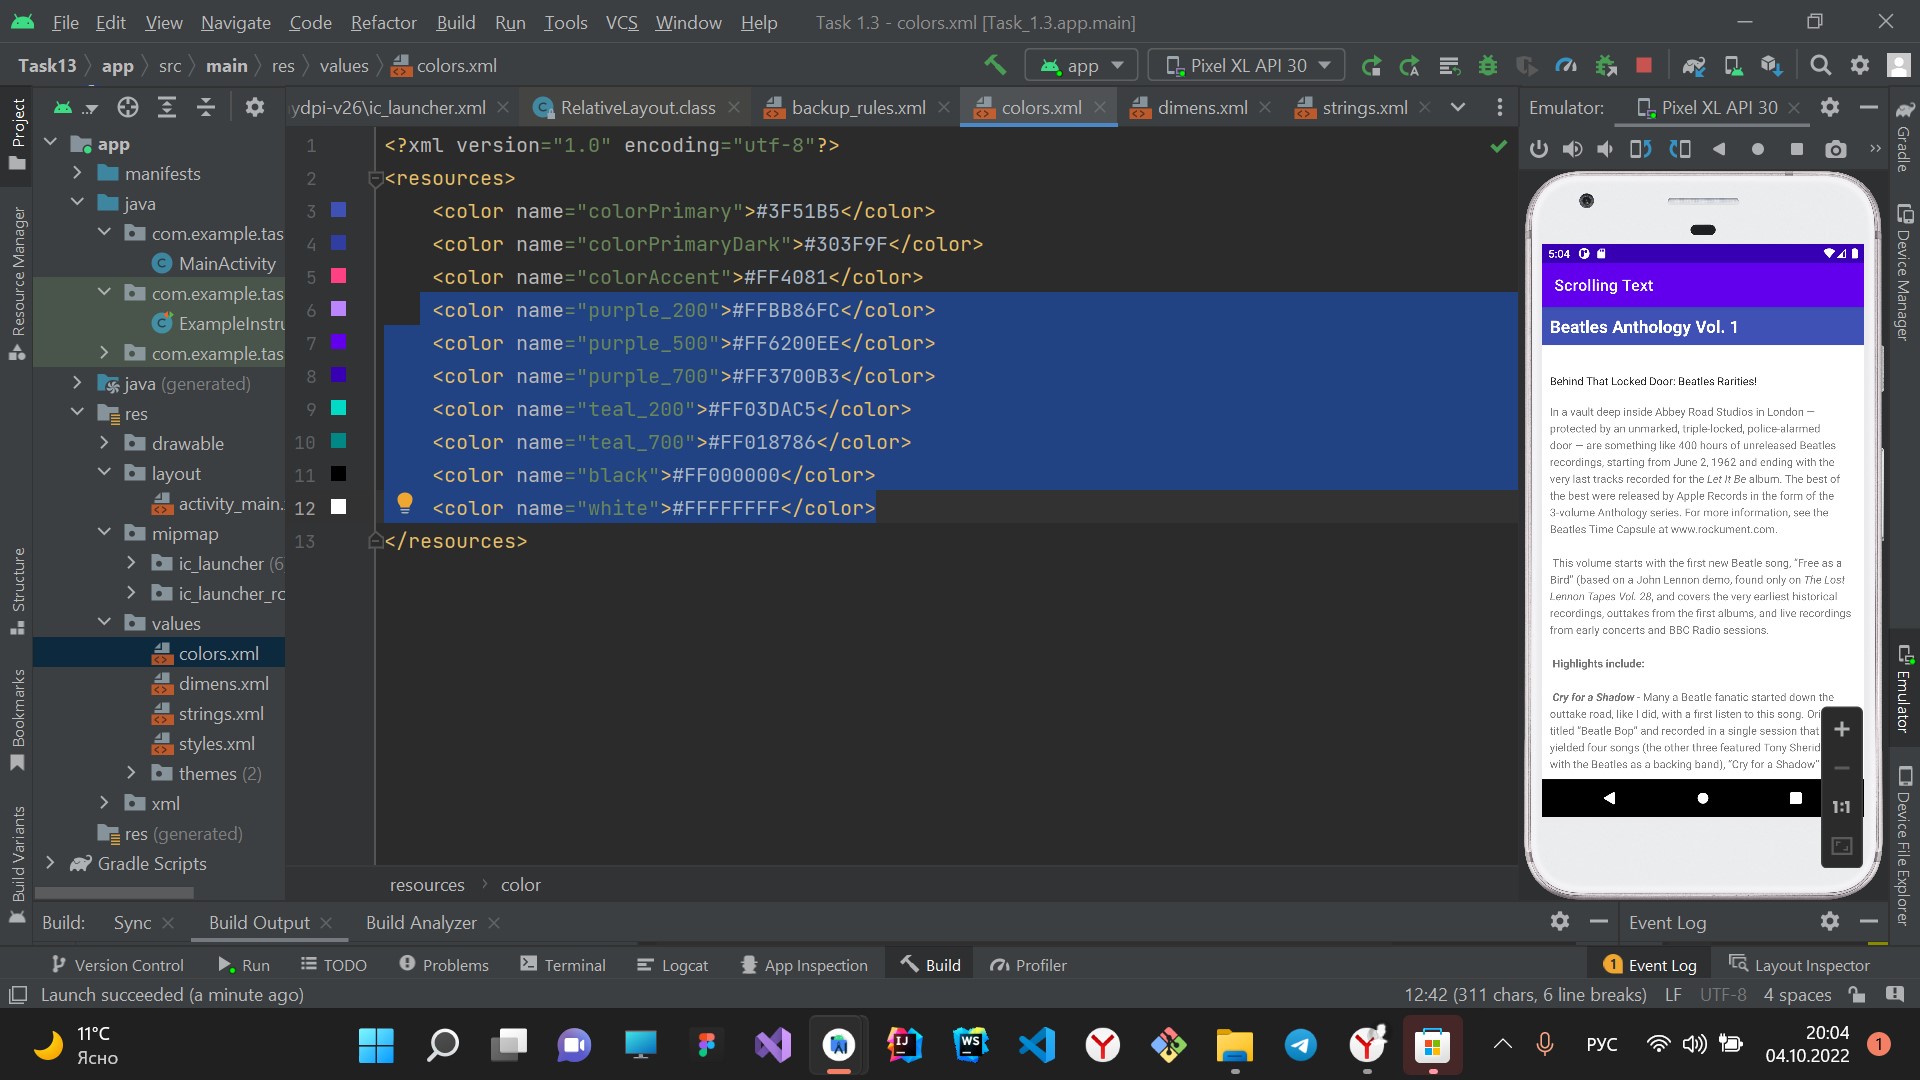 File Edit View Navigate Code Refactor Build Run Tools VCS Window Help Task 1.3 - colors.xml [Task_1.3.app.main]
Task13 app src main res values colors.xml
app
Pixel XL API 30
ydpi-v26\ic_launcher.xml RelativeLayout.class backup_rules.xml colors.xml dimens.xml strings.xml
Emulator: Pixel XL API 30
Project
Resource Manager
Structure
Bookmarks
Build Variants
app
manifests
java
com.example.tas
MainActivity
com.example.tas
ExampleInstru
com.example.tas
java (generated)
res
drawable
layout
activity_main.
mipmap
ic_launcher (6
ic_launcher_ro
values
colors.xml
dimens.xml
strings.xml
styles.xml
themes (2)
xml
res (generated)
Gradle Scripts
1 <?xml version="1.0" encoding="utf-8"?>
2 <resources>
3 <color name="colorPrimary">#3F51B5</color>
4 <color name="colorPrimaryDark">#303F9F</color>
5 <color name="colorAccent">#FF4081</color>
6 <color name="purple_200">#FFBB86FC</color>
7 <color name="purple_500">#FF6200EE</color>
8 <color name="purple_700">#FF3700B3</color>
9 <color name="teal_200">#FF03DAC5</color>
10 <color name="teal_700">#FF018786</color>
11 <color name="black">#FF000000</color>
12 <color name="white">#FFFFFFFF</color>
13 </resources>
resources color
5:04
Scrolling Text
Beatles Anthology Vol. 1
Behind That Locked Door: Beatles Rarities!
In a vault deep inside Abbey Road Studios in London —
protected by an unmarked, triple-locked, police-alarmed
door — are something like 400 hours of unreleased Beatles
recordings, starting from June 2, 1962 and ending with the
very last tracks recorded for the Let It Be album. The best of
the best were released by Apple Records in the form of the
3-volume Anthology series. For more information, see the
Beatles Time Capsule at www.rockument.com.
This volume starts with the first new Beatle song, “Free as a
Bird” (based on a John Lennon demo, found only on The Lost
Lennon Tapes Vol. 28, and covers the very earliest historical
recordings, outtakes from the first albums, and live recordings
from early concerts and BBC Radio sessions.
Highlights include:
Cry for a Shadow - Many a Beatle fanatic started down the
outtake road, like I did, with a first listen to this song. Ori
titled “Beatle Bop” and recorded in a single session that
yielded four songs (the other three featured Tony Sherid
with the Beatles as a backing band), “Cry for a Shadow”
1:1
Gradle
Device Manager
Emulator
Device File Explorer
Build: Sync Build Output Build Analyzer
Event Log
Version Control Run TODO Problems Terminal Logcat App Inspection Build Profiler
1 Event Log Layout Inspector
Launch succeeded (a minute ago)
12:42 (311 chars, 6 line breaks) LF UTF-8 4 spaces
11°C
Ясно
AI
IJ
WS
РУС
20:04
04.10.2022
1